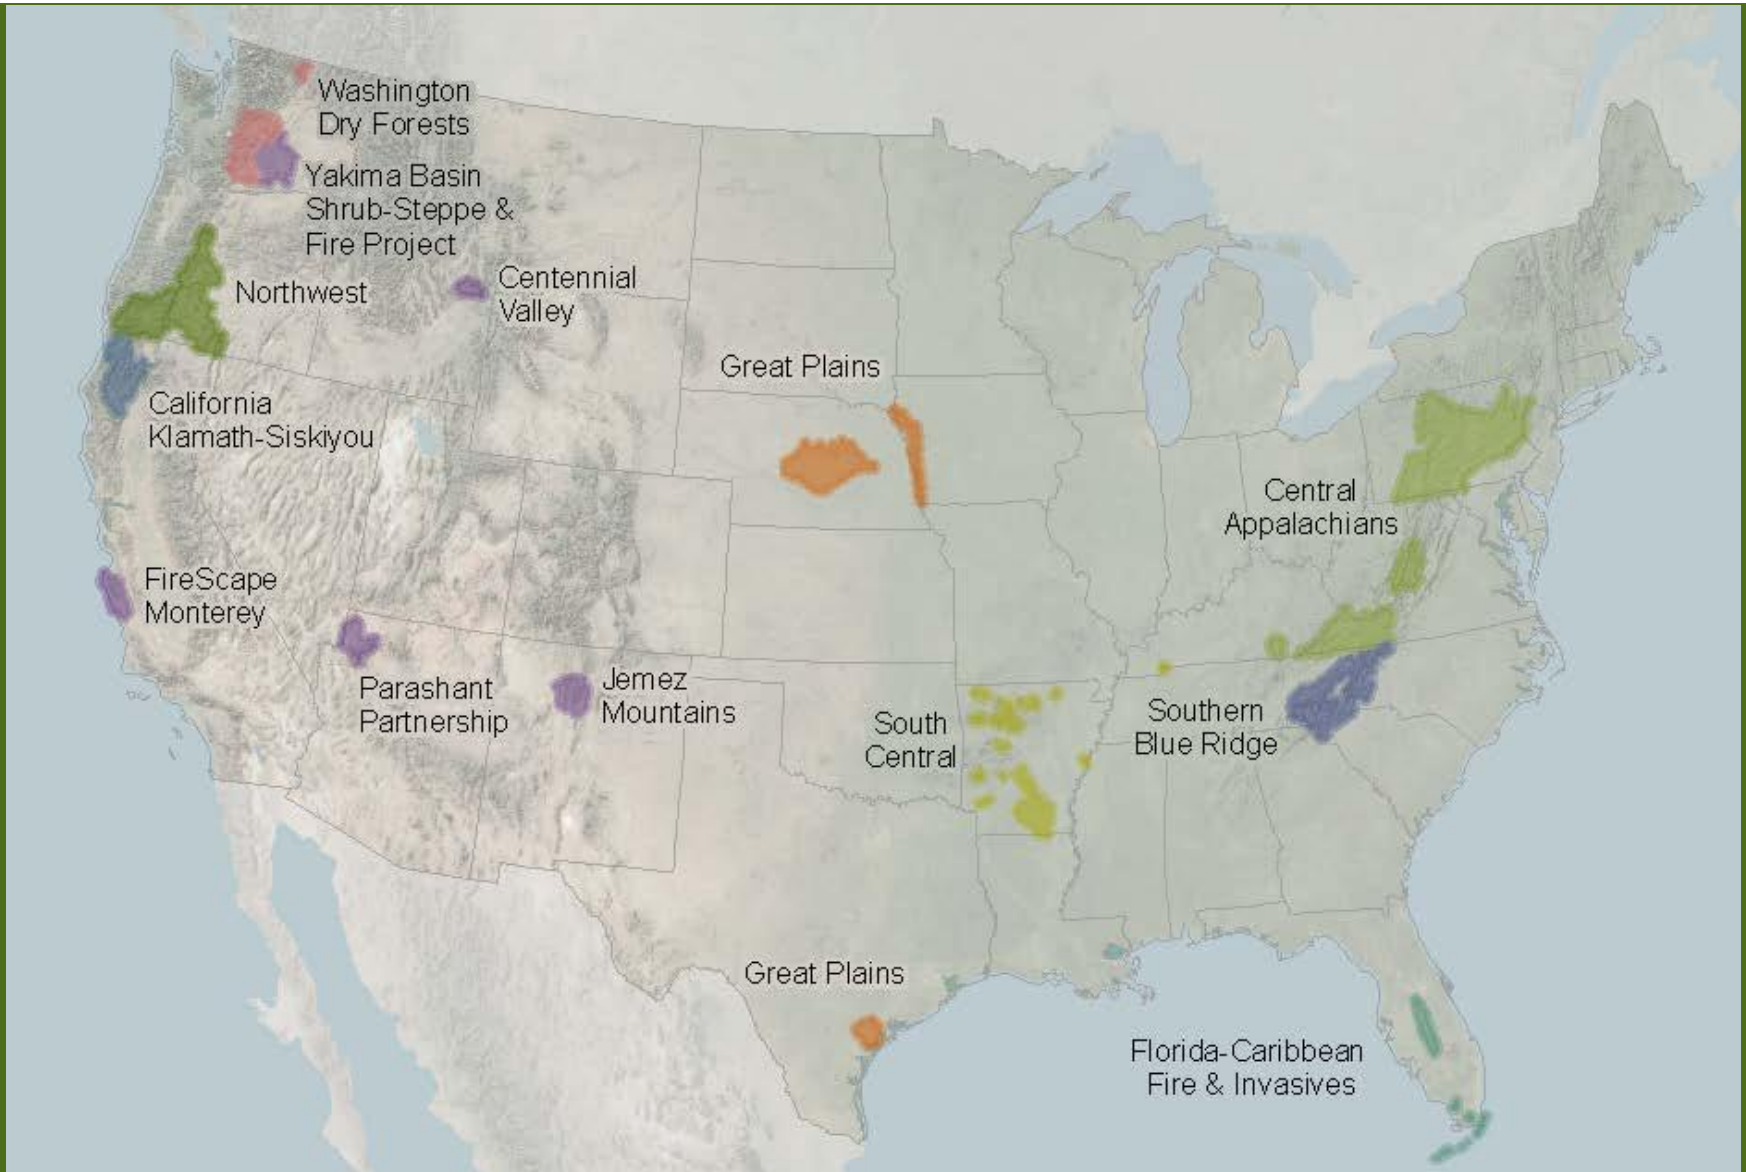 Washington
Dry Forests
Yakima Basin
Shrub-Steppe &
Fire Project
Northwest
Centennial
Valley
Great Plains
California
Klamath-Siskiyou
Central
Appalachians
FireScape
Monterey
Parashant
Partnership
Jemez
Mountains
South
Central
Southern
Blue Ridge
Great Plains
Florida-Caribbean
Fire & Invasives